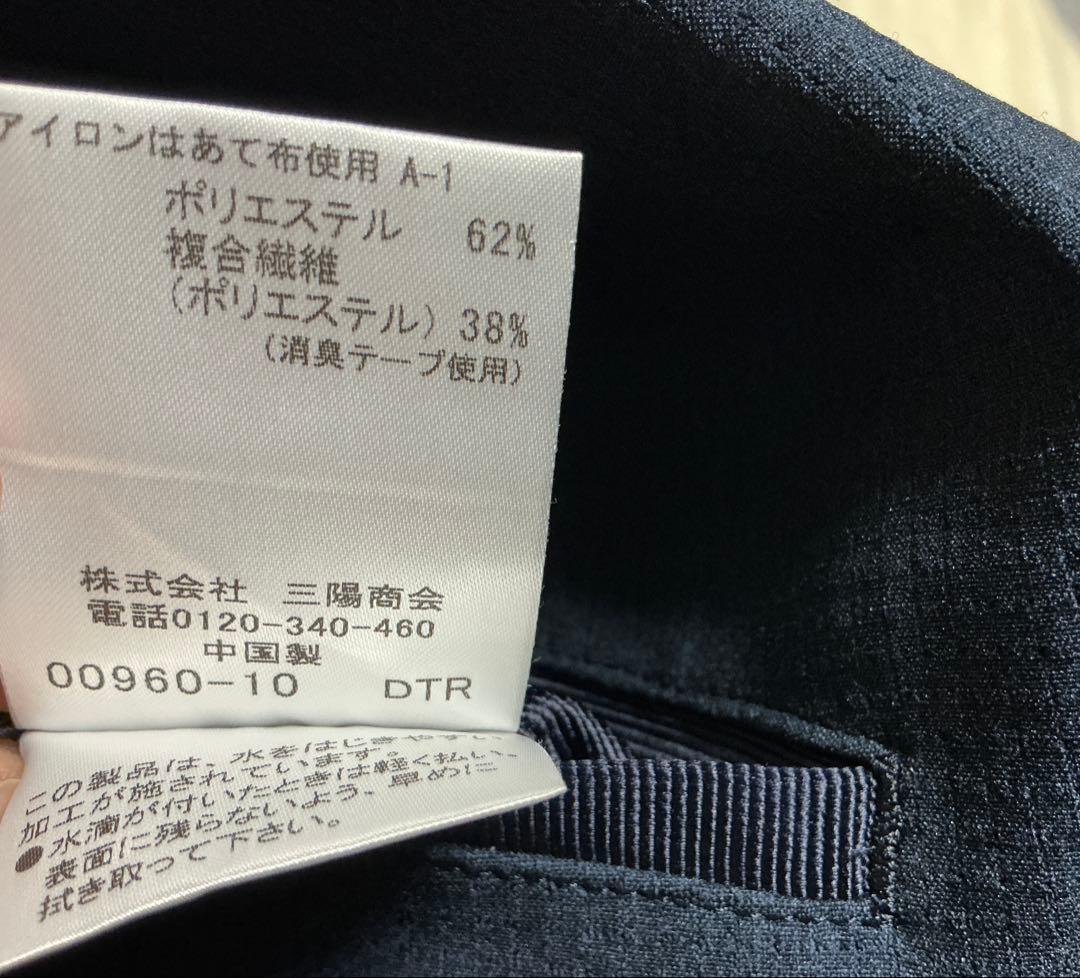 アイロンはあて布使用 A-1
ポリエステル 62%
複合繊維
(ポリエステル) 38%
(消臭テープ使用)
株式会社 三陽商会
電話0120-340-460
中国製
00960-10 DTR
この製品は、水をはじきやすい
加工が施されています。
●水滴が付いたときは軽く払い、
表面に残らないよう、早めに
拭き取って下さい。